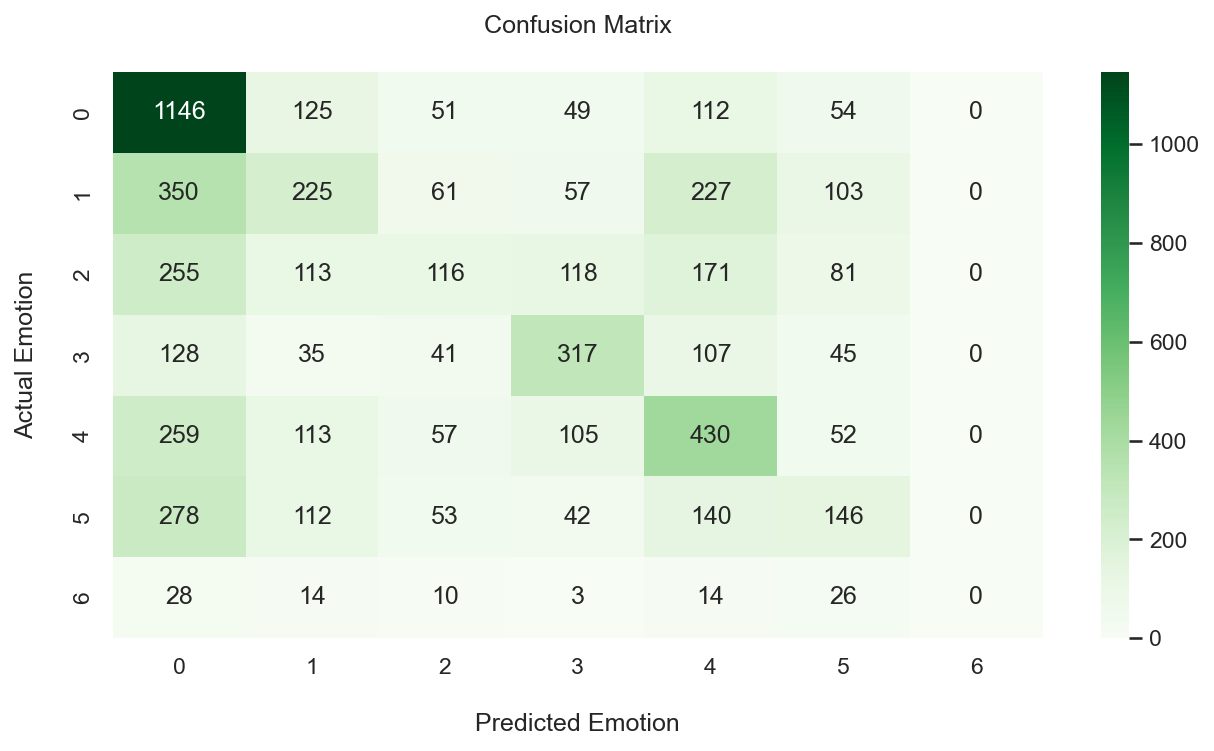 Confusion Matrix
0 1146 125 51 49 112 54 0
1 350 225 61 57 227 103 0
2 255 113 116 118 171 81 0
3 128 35 41 317 107 45 0
4 259 113 57 105 430 52 0
5 278 112 53 42 140 146 0
6 28 14 10 3 14 26 0
0 1 2 3 4 5 6
Predicted Emotion
Actual Emotion
1000
800
600
400
200
0